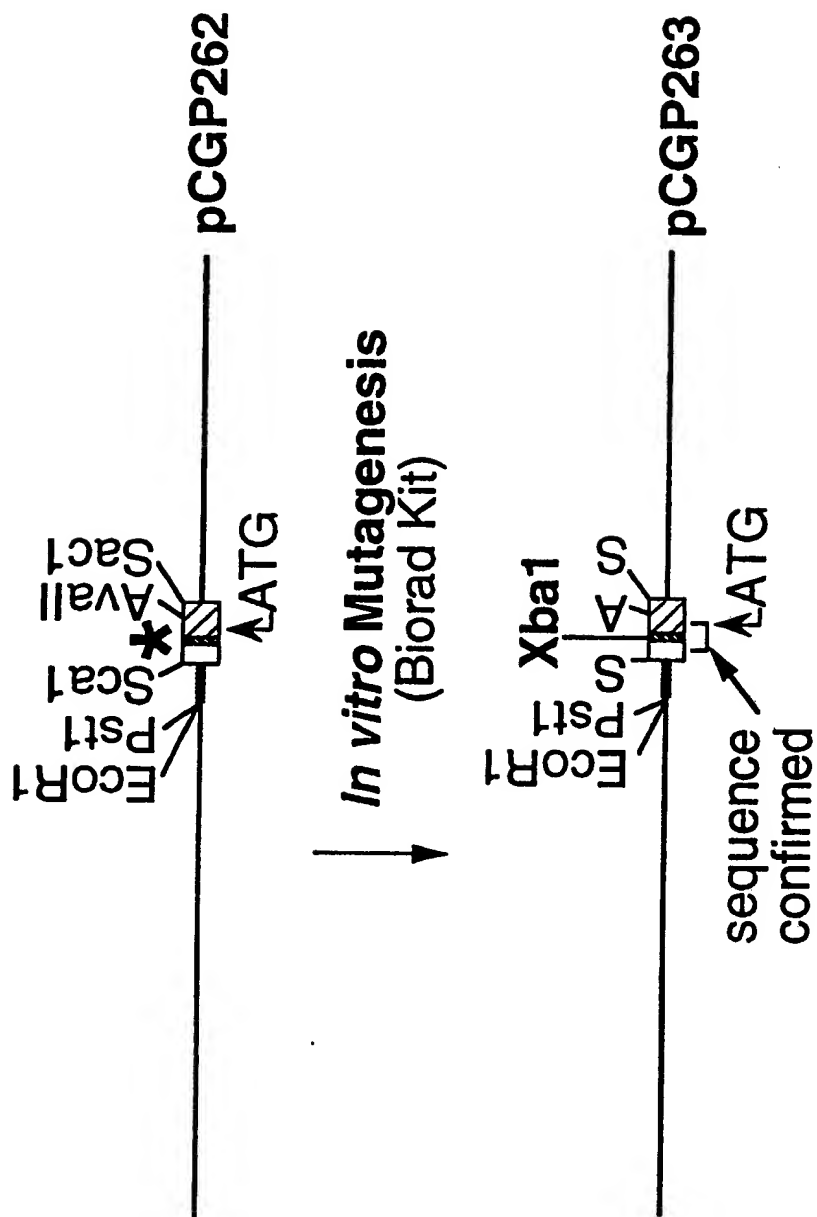 EcoR1
Pst1
Sca1
*
AvaII
Sac1
pCGP262
ATG
In vitro Mutagenesis
(Biorad Kit)
Xba1
EcoR1
Pst1
S
A
S
pCGP263
ATG
sequence
confirmed